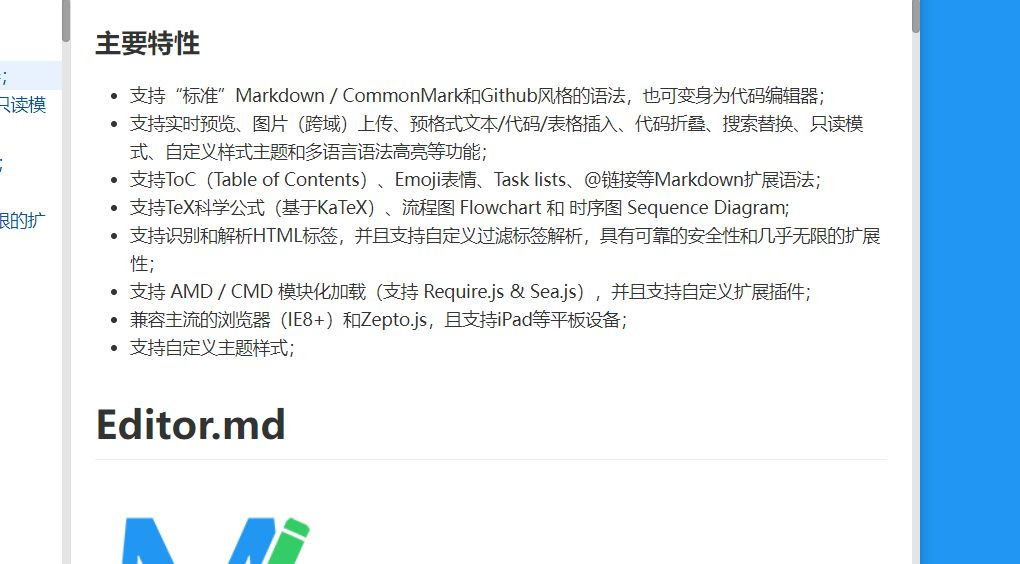 主要特性
支持“标准”Markdown / CommonMark和Github风格的语法，也可变身为代码编辑器；
支持实时预览、图片（跨域）上传、预格式文本/代码/表格插入、代码折叠、搜索替换、只读模
式、自定义样式主题和多语言语法高亮等功能；
支持ToC（Table of Contents）、Emoji表情、Task lists、@链接等Markdown扩展语法；
支持TeX科学公式（基于KaTeX）、流程图 Flowchart 和 时序图 Sequence Diagram;
支持识别和解析HTML标签，并且支持自定义过滤标签解析，具有可靠的安全性和几乎无限的扩展
性；
支持 AMD / CMD 模块化加载（支持 Require.js & Sea.js），并且支持自定义扩展插件；
兼容主流的浏览器（IE8+）和Zepto.js，且支持iPad等平板设备；
支持自定义主题样式；
Editor.md
；
只读模
；
限的扩